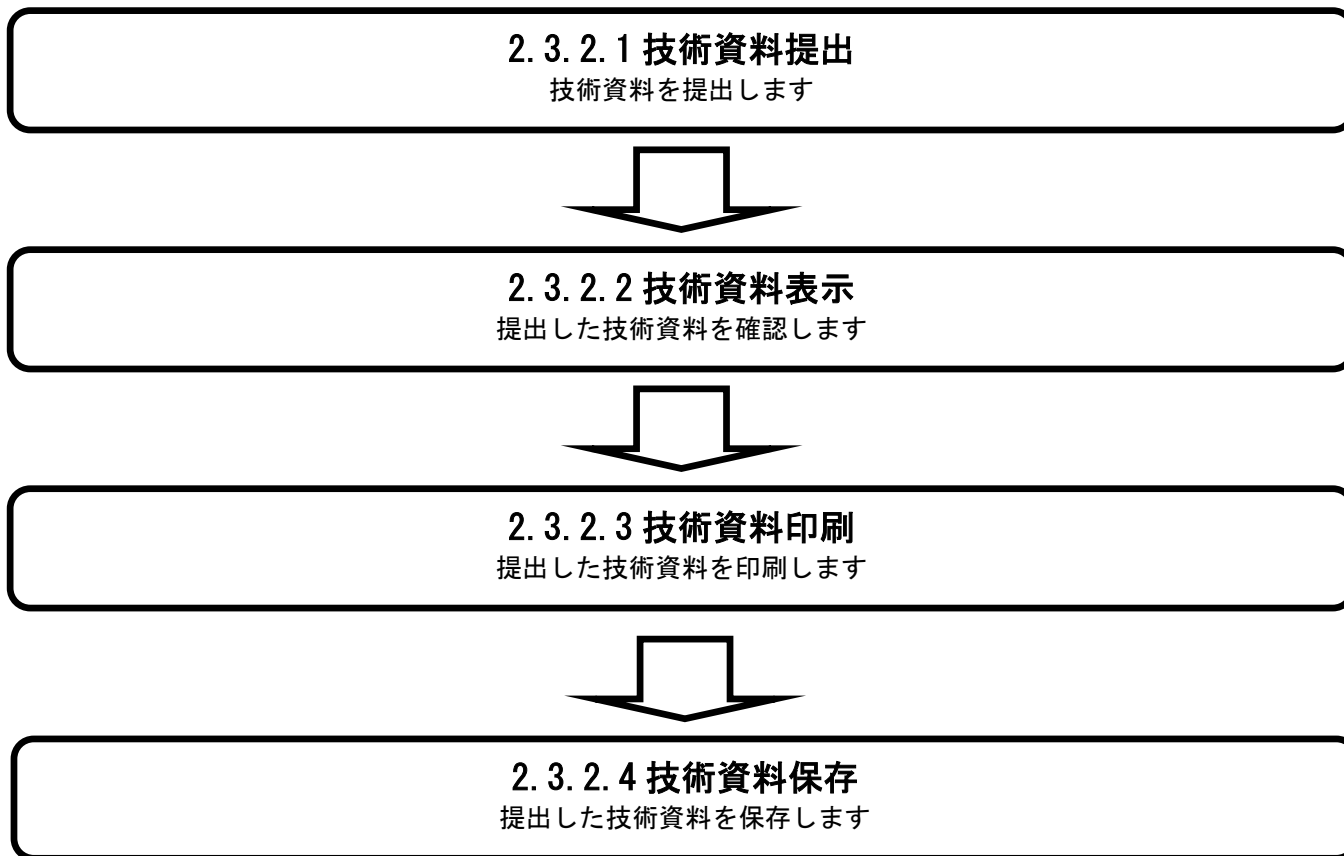 2.3.2.1 技術資料提出
技術資料を提出します
2.3.2.2 技術資料表示
提出した技術資料を確認します
2.3.2.3 技術資料印刷
提出した技術資料を印刷します
2.3.2.4 技術資料保存
提出した技術資料を保存します